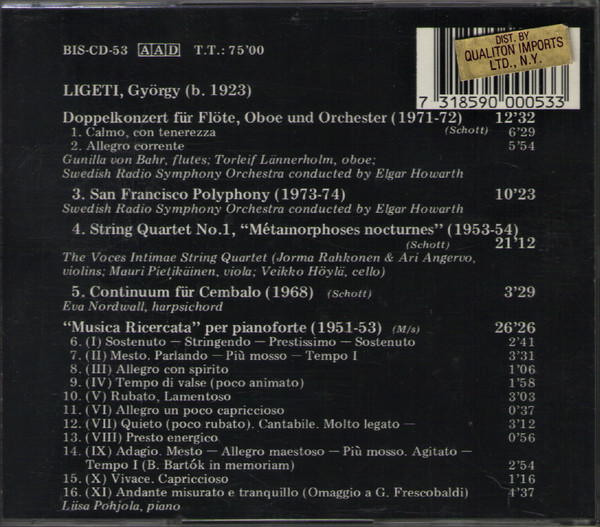 BIS-CD-53 AAD T.T.: 75'00
DIST. BY
QUALITON IMPORTS
LTD., N.Y.
7 318590 000533
LIGETI, György (b. 1923)
Doppelkonzert für Flöte, Oboe und Orchester (1971-72) 12'32
1. Calmo, con tenerezza (Schott) 6'29
2. Allegro corrente 5'54
Gunilla von Bahr, flutes; Torleif Lännerholm, oboe;
Swedish Radio Symphony Orchestra conducted by Elgar Howarth
3. San Francisco Polyphony (1973-74) 10'23
Swedish Radio Symphony Orchestra conducted by Elgar Howarth
4. String Quartet No.1, “Métamorphoses nocturnes” (1953-54)
(Schott) 21'12
The Voces Intimae String Quartet (Jorma Rahkonen & Ari Angervo,
violins; Mauri Pietikäinen, viola; Veikko Höylä, cello)
5. Continuum für Cembalo (1968) (Schott) 3'29
Eva Nordwall, harpsichord
“Musica Ricercata” per pianoforte (1951-53) (M/s) 26'26
6. (I) Sostenuto – Stringendo – Prestissimo – Sostenuto 2'41
7. (II) Mesto. Parlando – Più mosso – Tempo I 3'31
8. (III) Allegro con spirito 1'06
9. (IV) Tempo di valse (poco animato) 1'58
10. (V) Rubato, Lamentoso 3'03
11. (VI) Allegro un poco capriccioso 0'37
12. (VII) Quieto (poco rubato). Cantabile. Molto legato – 3'12
13. (VIII) Presto energico 0'56
14. (IX) Adagio. Mesto – Allegro maestoso – Più mosso. Agitato –
Tempo I (B. Bartók in memoriam) 2'54
15. (X) Vivace. Capriccioso 1'16
16. (XI) Andante misurato e tranquillo (Omaggio a G. Frescobaldi) 4'37
Liisa Pohjola, piano